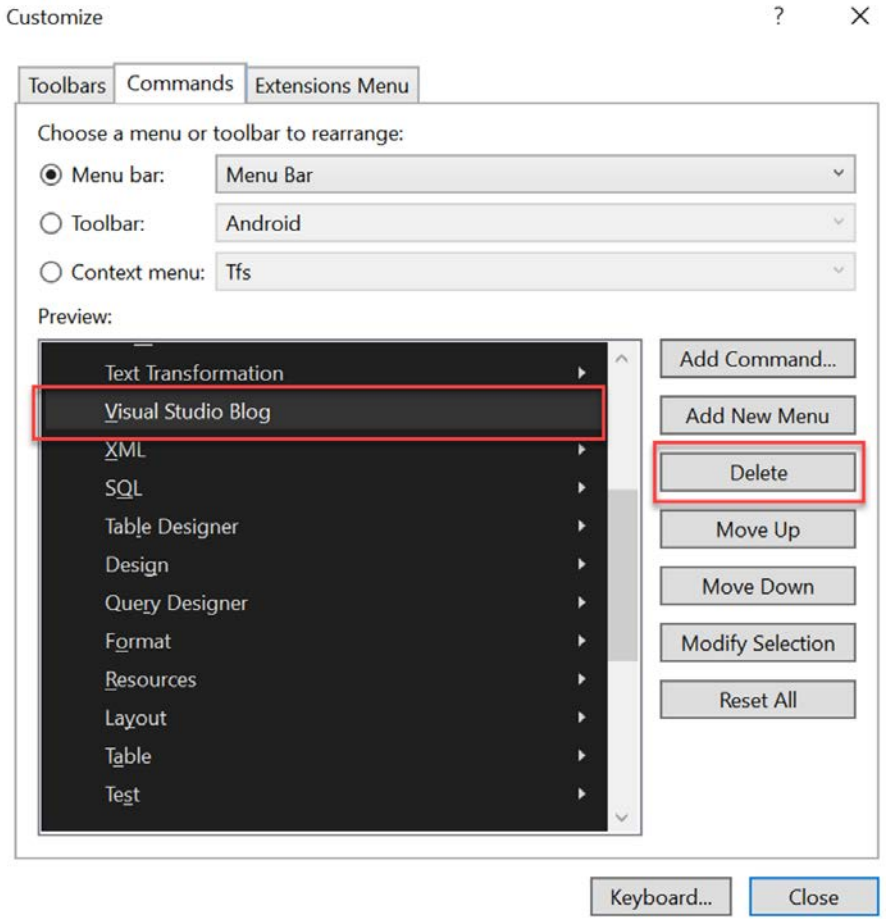 Customize ?
Toolbars Commands Extensions Menu
Choose a menu or toolbar to rearrange:
Menu bar: Menu Bar
Toolbar: Android
Context menu: Tfs
Preview:
Text Transformation
Visual Studio Blog
XML
SQL
Table Designer
Design
Query Designer
Format
Resources
Layout
Table
Test
Add Command...
Add New Menu
Delete
Move Up
Move Down
Modify Selection
Reset All
Keyboard... Close